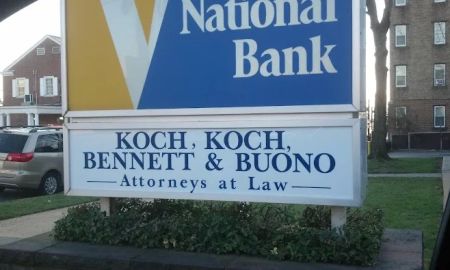 National
Bank
KOCH, KOCH,
BENNETT & BUONO
Attorneys at Law